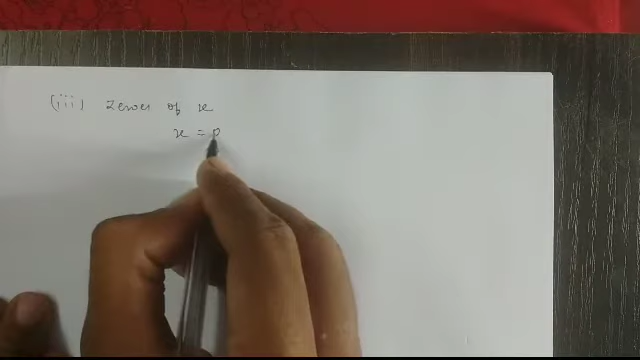 (iii) Zeroes of x
x = 0